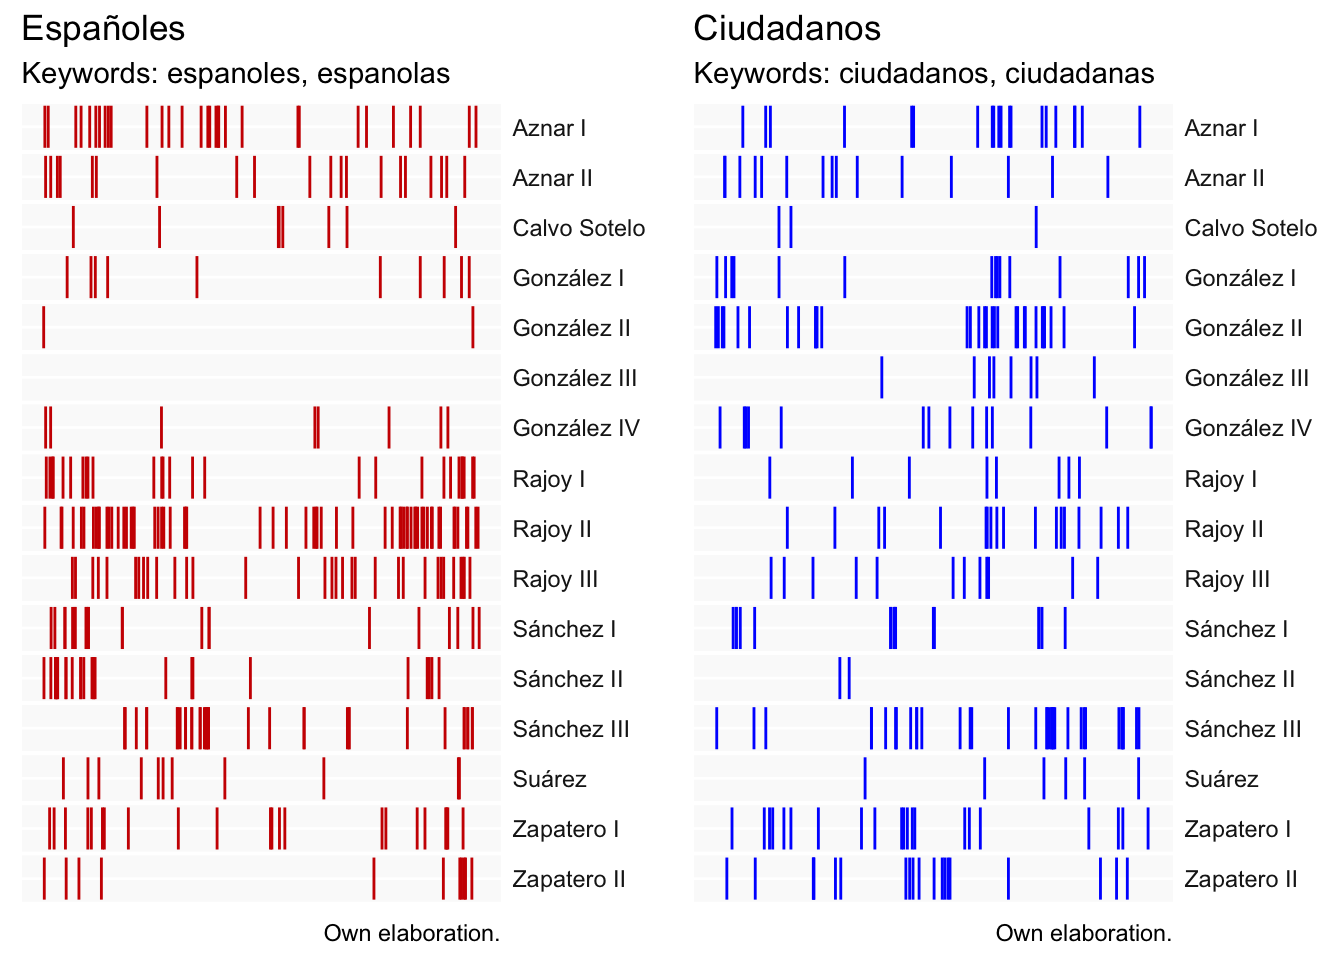 Españoles
Keywords: espanoles, espanolas
Aznar I
Aznar II
Calvo Sotelo
González I
González II
González III
González IV
Rajoy I
Rajoy II
Rajoy III
Sánchez I
Sánchez II
Sánchez III
Suárez
Zapatero I
Zapatero II
Own elaboration.
Ciudadanos
Keywords: ciudadanos, ciudadanas
Aznar I
Aznar II
Calvo Sotelo
González I
González II
González III
González IV
Rajoy I
Rajoy II
Rajoy III
Sánchez I
Sánchez II
Sánchez III
Suárez
Zapatero I
Zapatero II
Own elaboration.